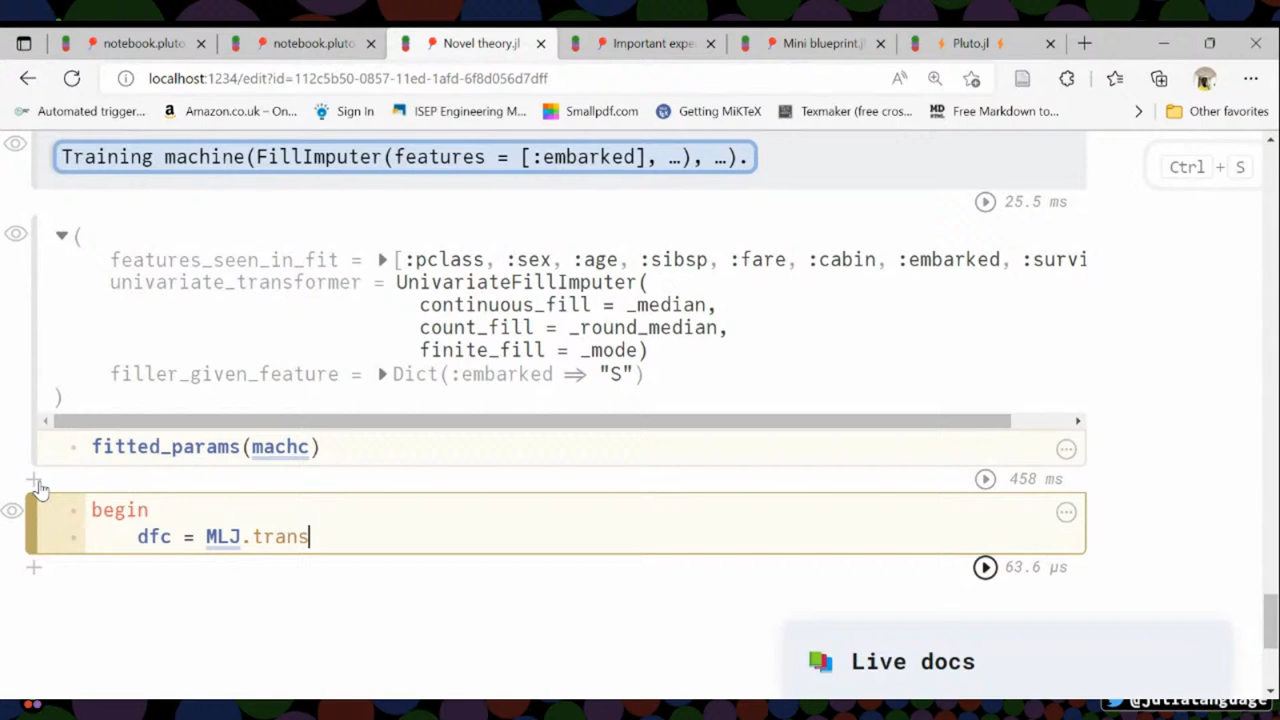 notebook.pluto
notebook.pluto
Novel theory.jl
Important expe
Mini blueprint.jl
Pluto.jl
localhost:1234/edit?id=112c5b50-0857-11ed-1afd-6f8d056d7dff
Automated trigger...
Amazon.co.uk – On...
Sign In
ISEP Engineering M...
Smallpdf.com
Getting MiKTeX
Texmaker (free cros...
MD HTML Free Markdown to...
Other favorites
Training machine(FillImputer(features = [:embarked], …), …).
Ctrl + S
25.5 ms
(
features_seen_in_fit = [:pclass, :sex, :age, :sibsp, :fare, :cabin, :embarked, :survi
univariate_transformer = UnivariateFillImputer(
continuous_fill = _median,
count_fill = _round_median,
finite_fill = _mode)
filler_given_feature = Dict(:embarked ⇒ "S")
)
fitted_params(machc)
458 ms
begin
dfc = MLJ.trans
63.6 μs
Live docs
@julialanguage